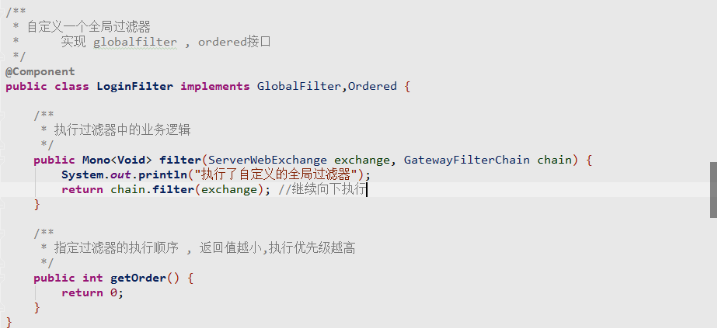 /**
 * 自定义一个全局过滤器
 *      实现 globalfilter , ordered接口
 */
@Component
public class LoginFilter implements GlobalFilter,Ordered {
    /**
     * 执行过滤器中的业务逻辑
     */
    public Mono<Void> filter(ServerWebExchange exchange, GatewayFilterChain chain) {
        System.out.println("执行了自定义的全局过滤器");
        return chain.filter(exchange); //继续向下执行
    }
    /**
     * 指定过滤器的执行顺序 , 返回值越小,执行优先级越高
     */
    public int getOrder() {
        return 0;
    }
}